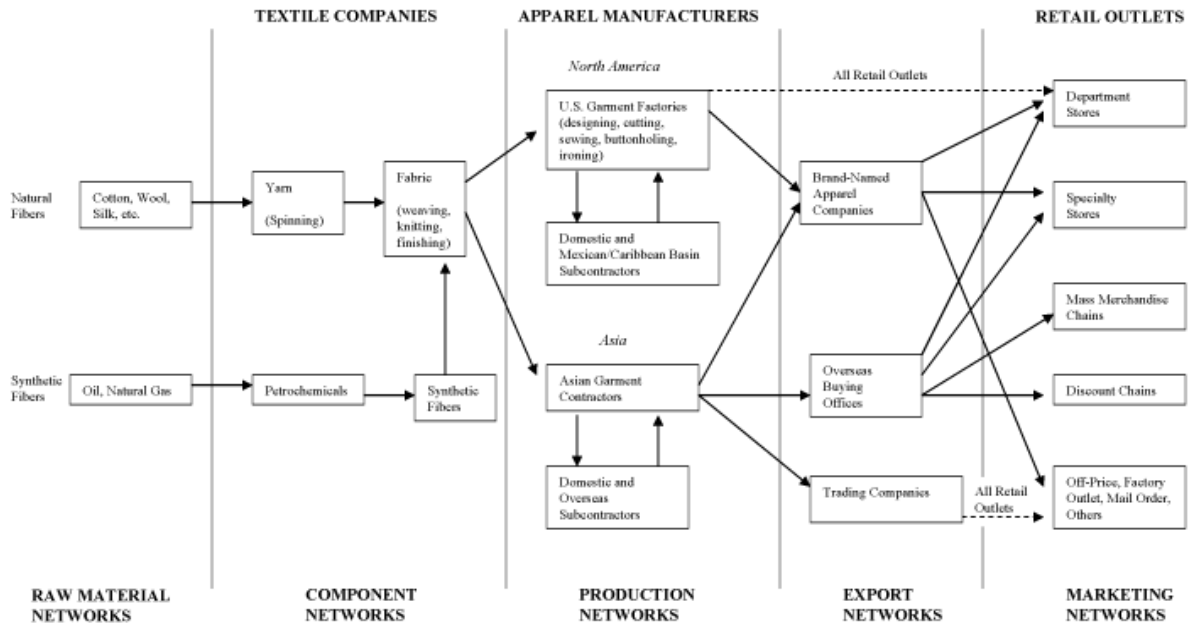 TEXTILE COMPANIES
APPAREL MANUFACTURERS
RETAIL OUTLETS
North America
All Retail Outlets
U.S. Garment Factories
(designing, cutting,
sewing, buttonholing,
ironing)
Department
Stores
Natural
Fibers
Cotton, Wool,
Silk, etc.
Yarn
(Spinning)
Fabric
(weaving,
knitting,
finishing)
Brand-Named
Apparel
Companies
Specialty
Stores
Domestic and
Mexican/Caribbean Basin
Subcontractors
Mass Merchandise
Chains
Asia
Synthetic
Fibers
Oil, Natural Gas
Petrochemicals
Synthetic
Fibers
Asian Garment
Contractors
Overseas
Buying
Offices
Discount Chains
Domestic and
Overseas
Subcontractors
Trading Companies
All Retail
Outlets
Off-Price, Factory
Outlet, Mail Order,
Others
RAW MATERIAL
NETWORKS
COMPONENT
NETWORKS
PRODUCTION
NETWORKS
EXPORT
NETWORKS
MARKETING
NETWORKS